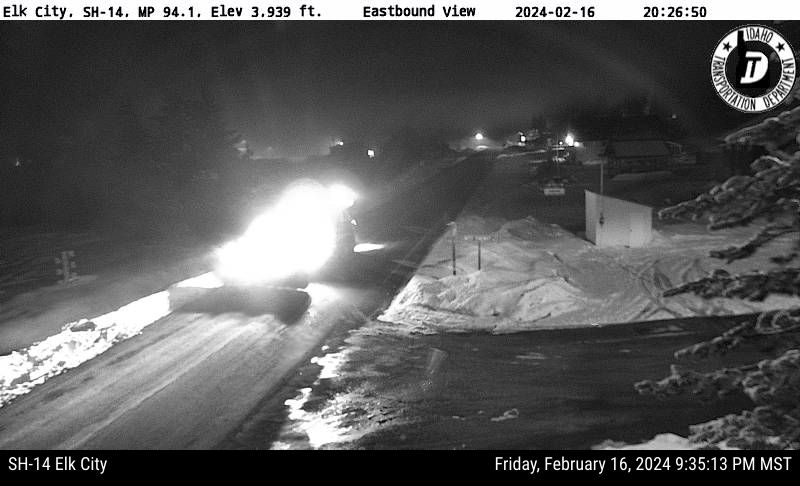 Elk City, SH-14, MP 94.1, Elev 3,939 ft. Eastbound View 2024-02-16 20:26:50
IDAHO
TRANSPORTATION DEPARTMENT
SH-14 Elk City Friday, February 16, 2024 9:35:13 PM MST